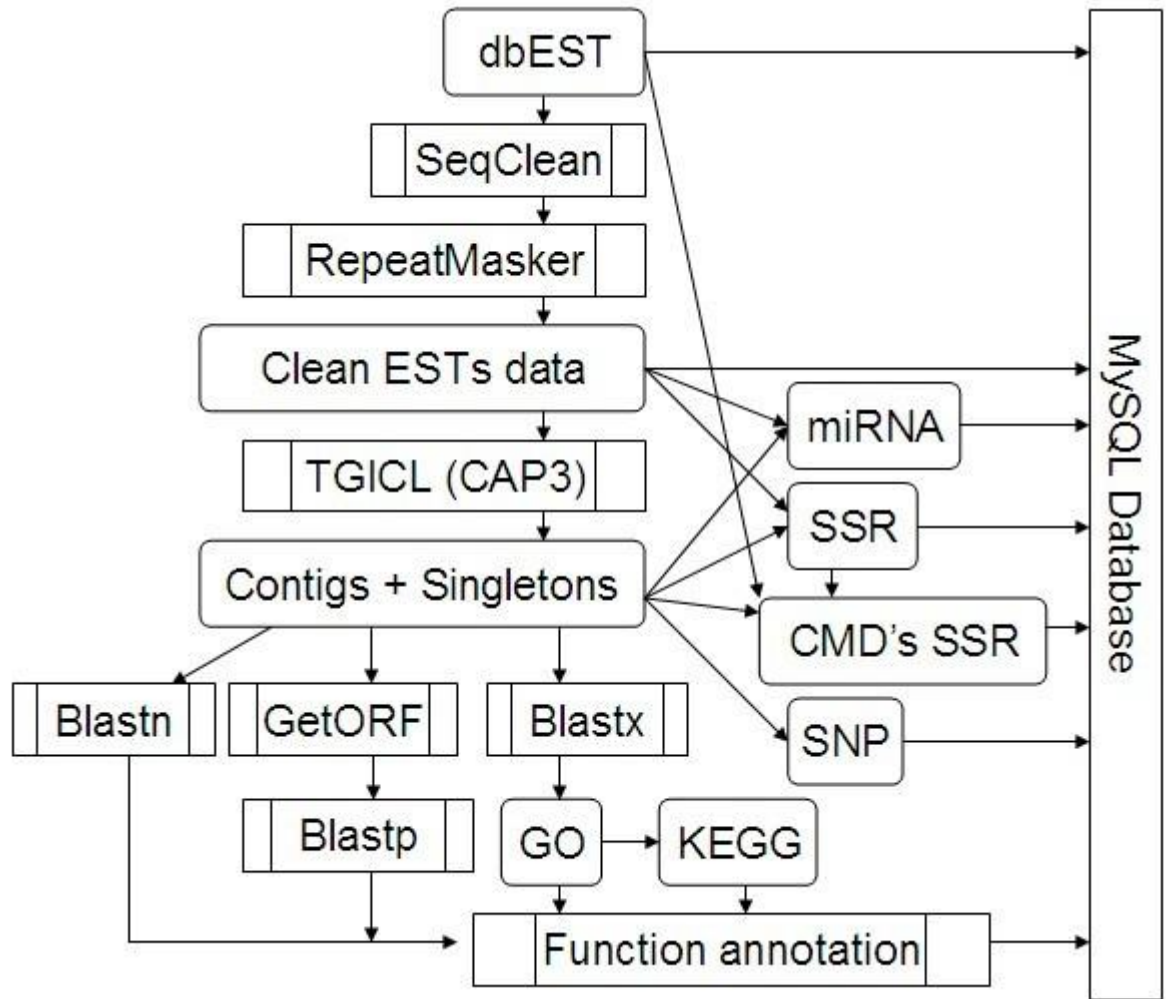 dbEST
SeqClean
RepeatMasker
Clean ESTs data
miRNA
TGICL (CAP3)
SSR
Contigs + Singletons
CMD's SSR
Blastn
GetORF
Blastx
SNP
Blastp
GO
KEGG
Function annotation
MySQL Database